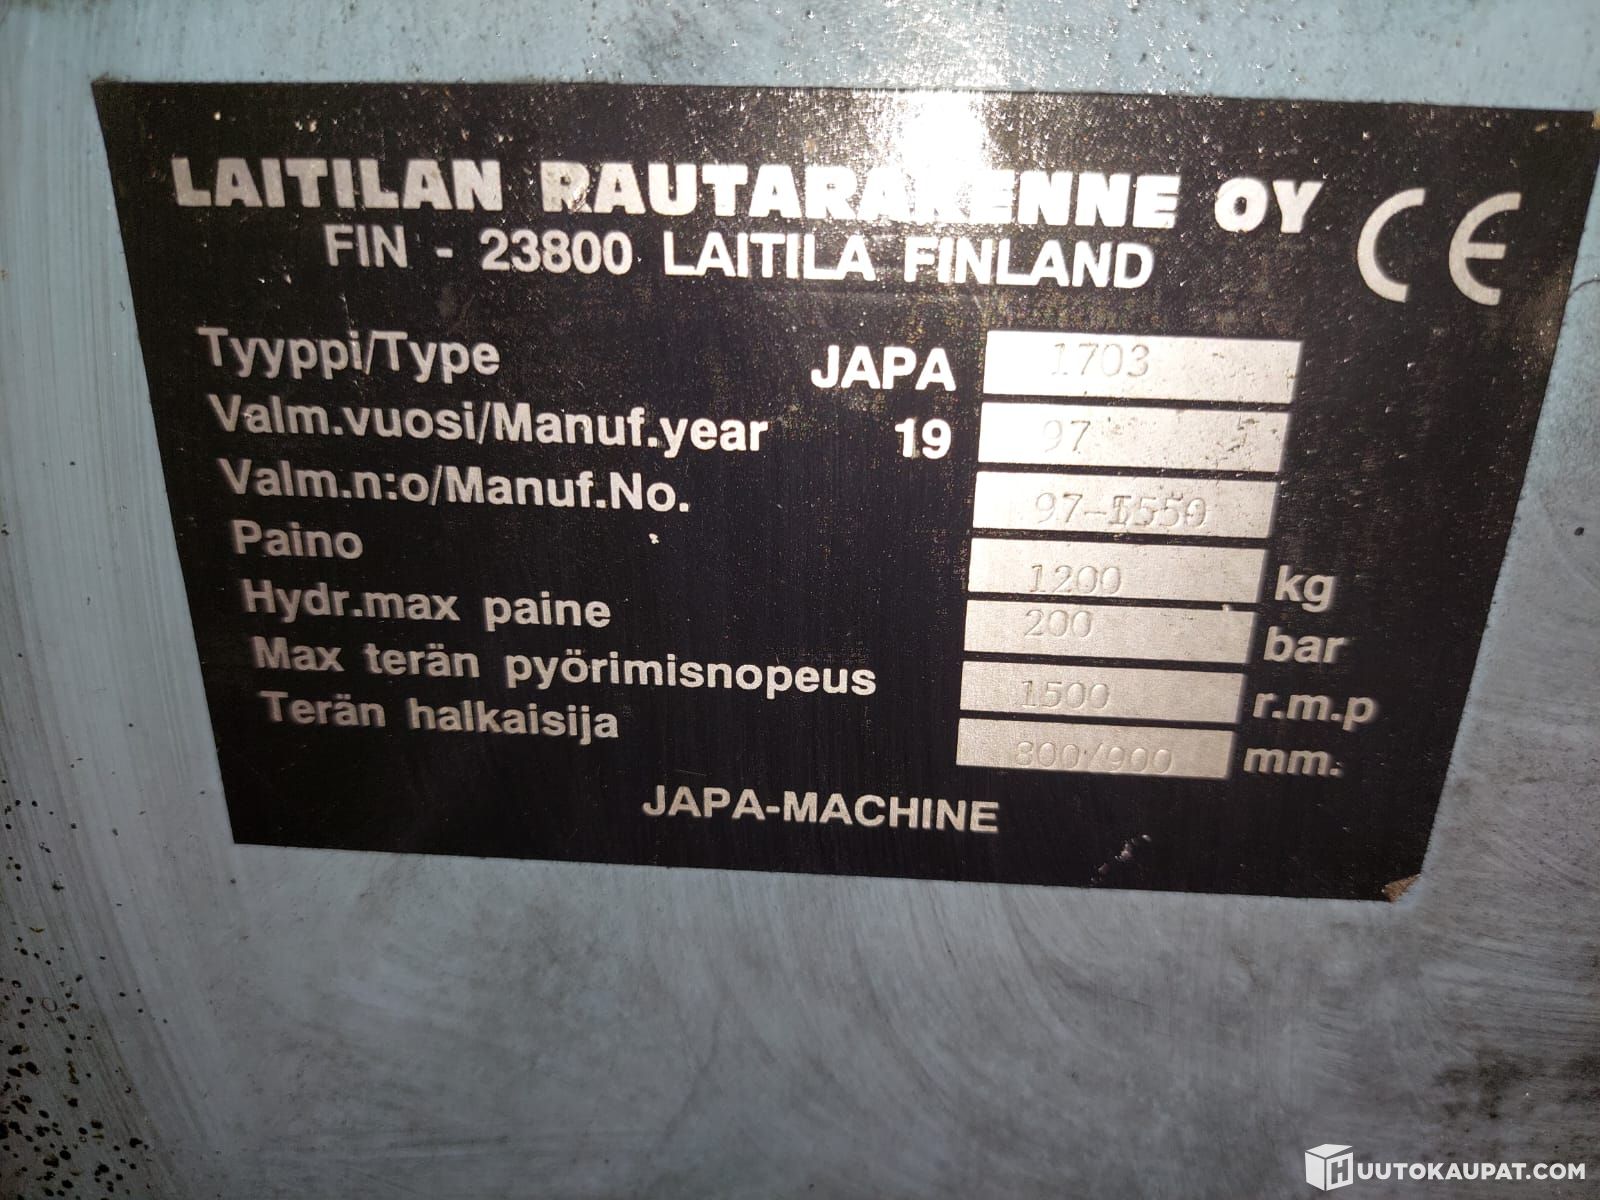 LAITILAN RAUTARAKENNE OY CE
FIN - 23800 LAITILA FINLAND
Tyyppi/Type JAPA 1703
Valm.vuosi/Manuf.year 19 97
Valm.n:o/Manuf.No.
Paino 1200 kg
Hydr.max paine 200 bar
Max terän pyörimisnopeus 1500 r.m.p
Terän halkaisija 800/900 mm.
JAPA-MACHINE
HUUTOKAUPAT.COM